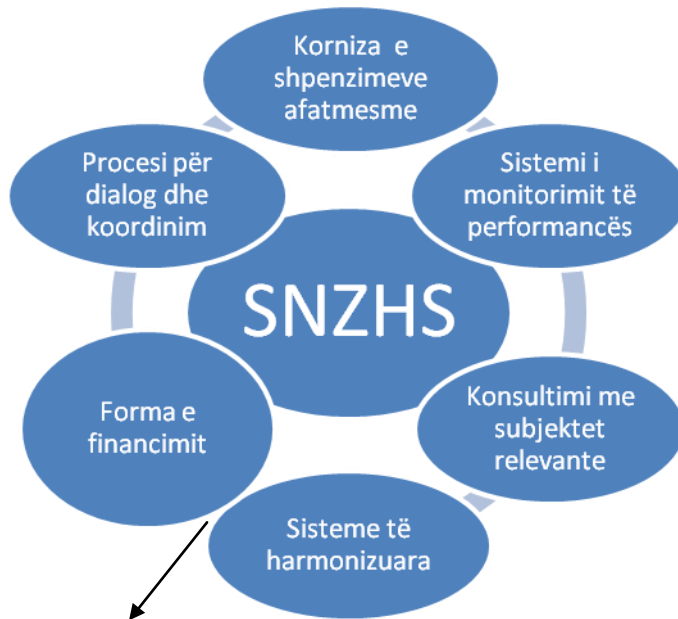 Korniza e
shpenzimeve
afatmesme
Procesi për
dialog dhe
koordinim
Sistemi i
monitorimit të
performancës
SNZHS
Forma e
financimit
Konsultimi me
subjektet
relevante
Sisteme të
harmonizuara